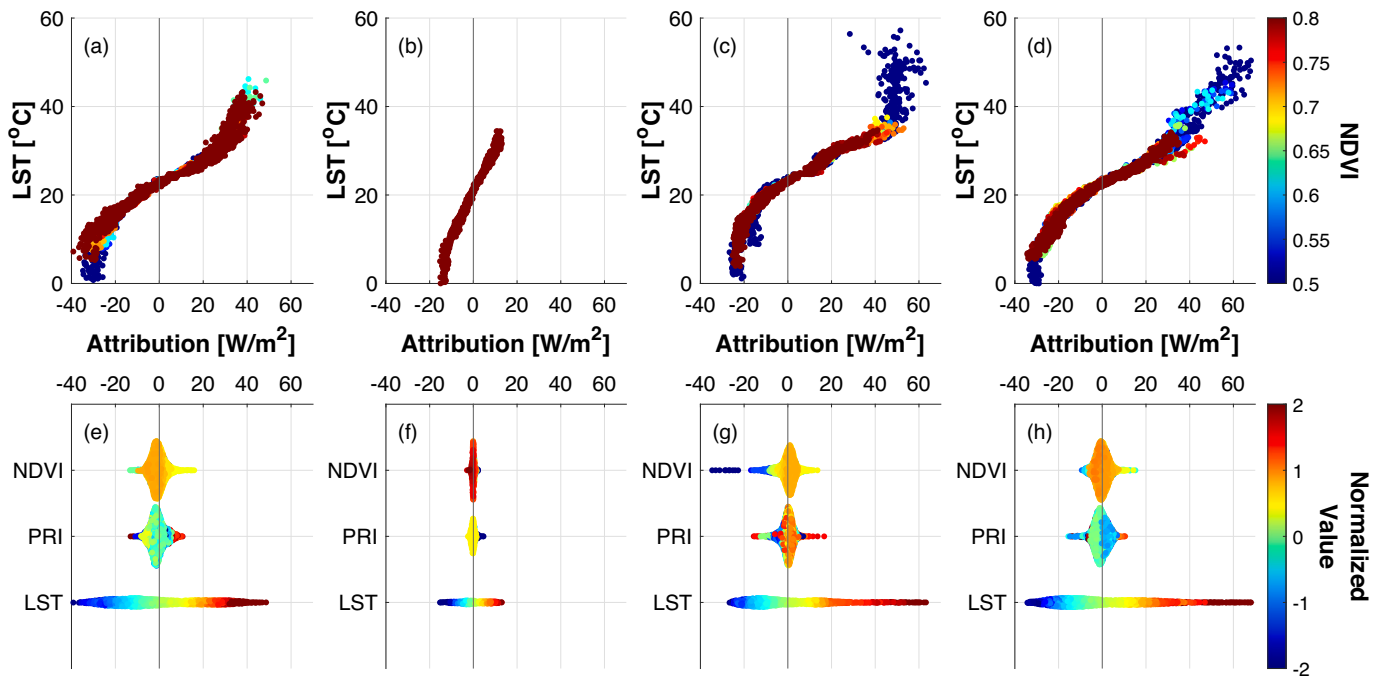 (a)
(b)
(c)
(d)
60
40
20
0
LST [°C]
-40 -20 0 20 40 60
Attribution [W/m²]
60
40
20
0
LST [°C]
-40 -20 0 20 40 60
Attribution [W/m²]
60
40
20
0
LST [°C]
-40 -20 0 20 40 60
Attribution [W/m²]
60
40
20
0
LST [°C]
-40 -20 0 20 40 60
Attribution [W/m²]
0.8
0.75
0.7
0.65
0.6
0.55
0.5
NDVI
-40 -20 0 20 40 60
(e)
NDVI
PRI
LST
-40 -20 0 20 40 60
(f)
NDVI
PRI
LST
-40 -20 0 20 40 60
(g)
NDVI
PRI
LST
-40 -20 0 20 40 60
(h)
NDVI
PRI
LST
2
1
0
-1
-2
Normalized
Value